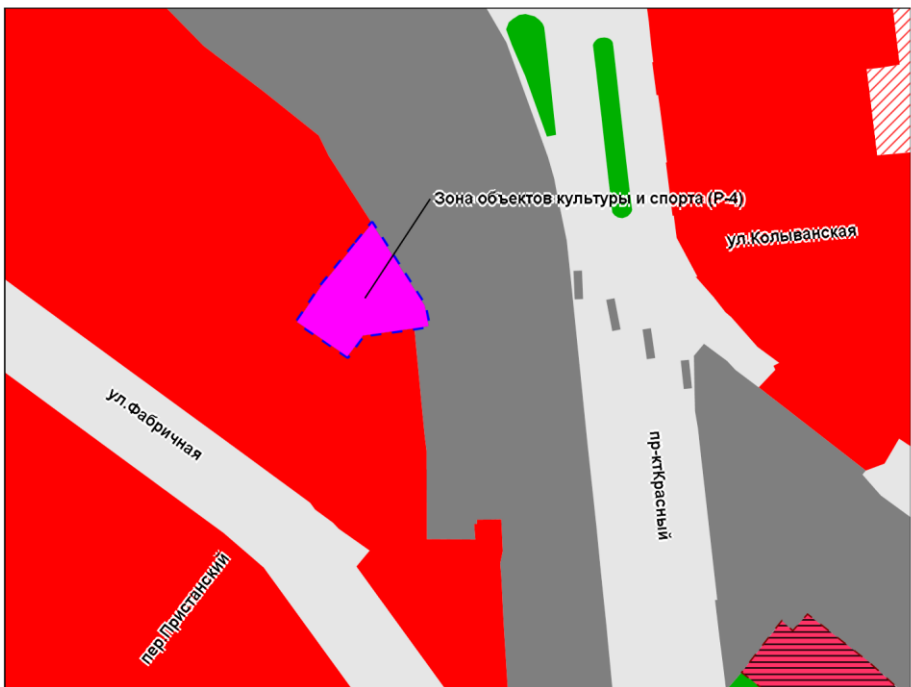 Зона объектов культуры и спорта (Р-4)
ул.Колыванская
ул.Фабричная
пр-ктКрасный
пер.Пристанский